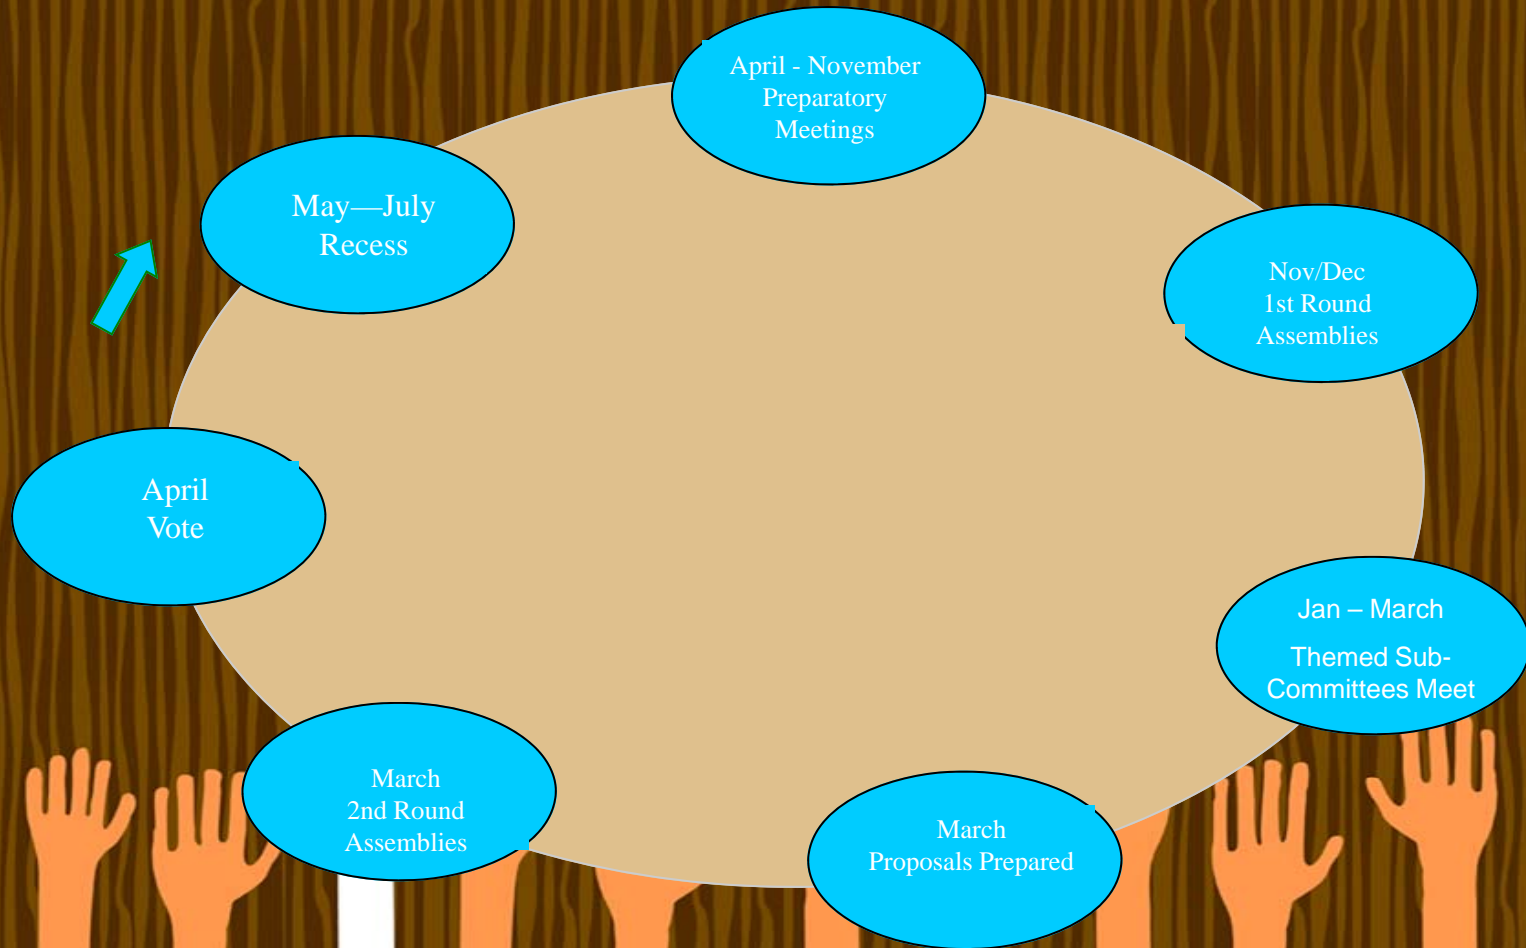 April - November
Preparatory
Meetings
May—July
Recess
Nov/Dec
1st Round
Assemblies
April
Vote
Jan – March
Themed Sub-
Committees Meet
March
2nd Round
Assemblies
March
Proposals Prepared